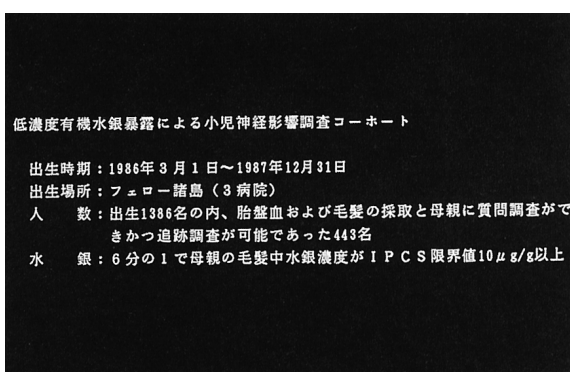 低濃度有機水銀暴露による小児神経影響調査コーホート
出生時期：1986年3月1日～1987年12月31日
出生場所：フェロー諸島（3病院）
人　　数：出生1386名の内、胎盤血および毛髪の採取と母親に質問調査がで
きかつ追跡調査が可能であった443名
水　　銀：6分の1で母親の毛髪中水銀濃度がＩＰＣＳ限界値10μg/g以上